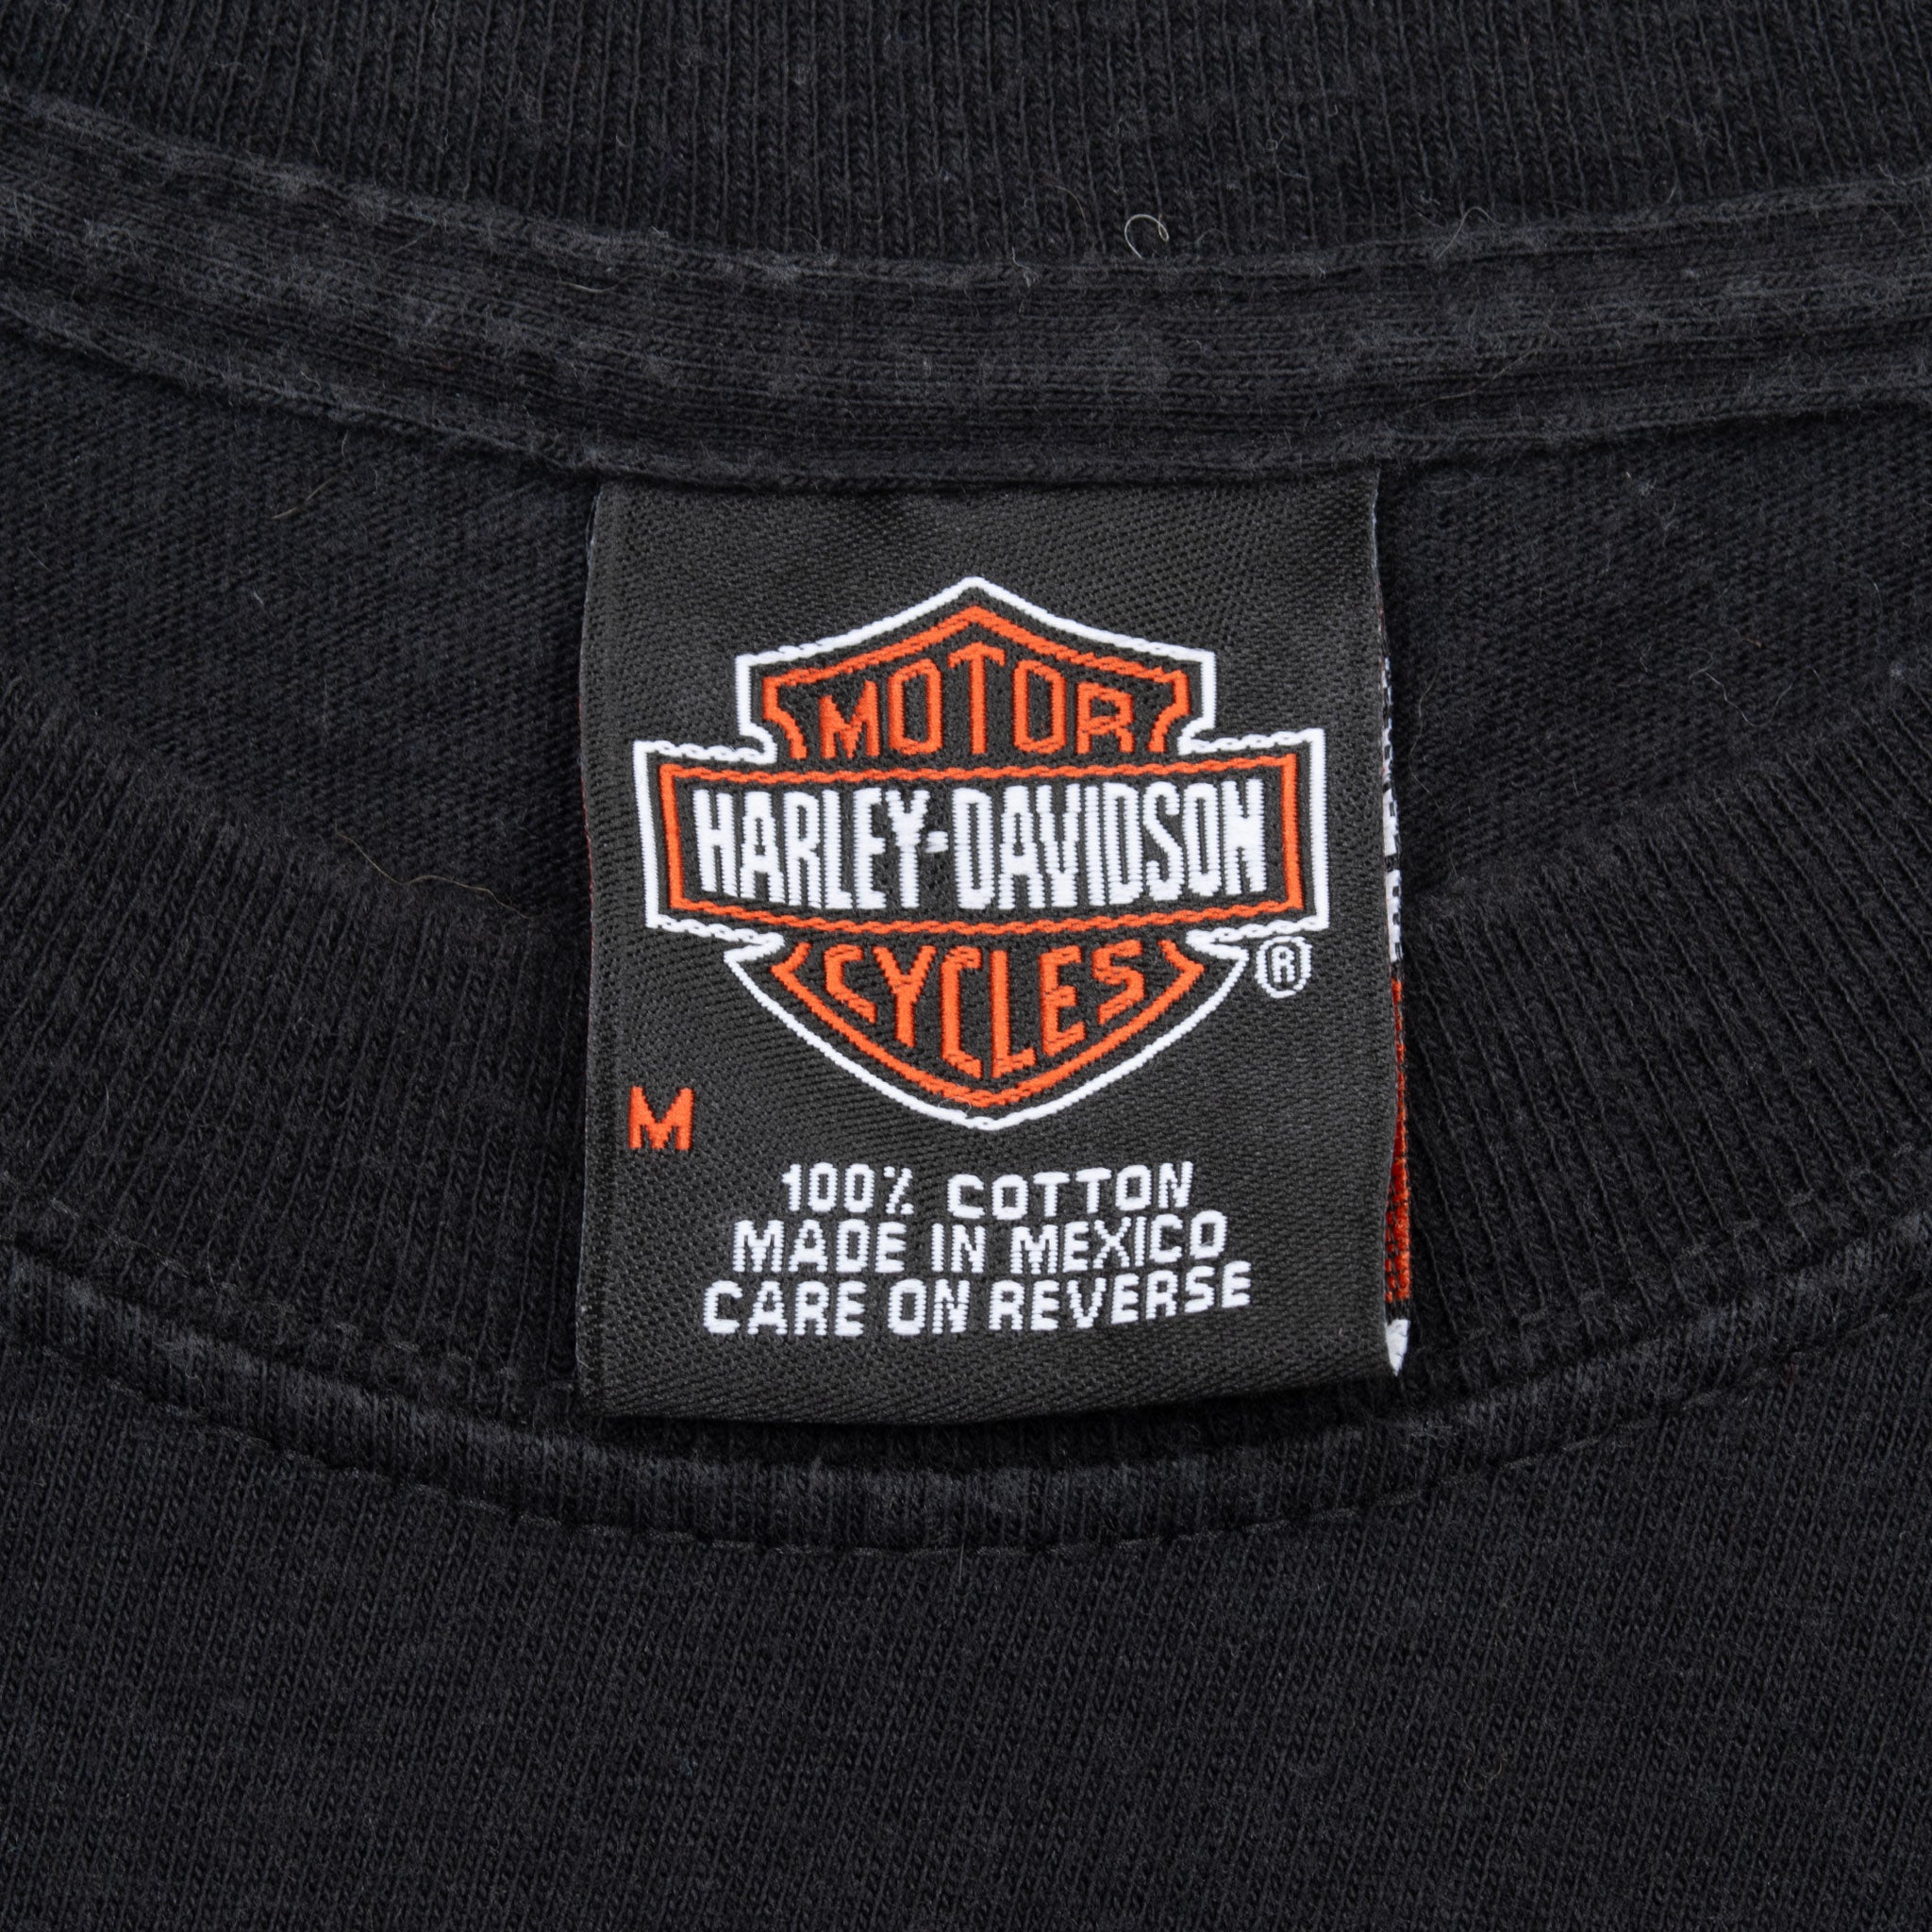 MOTOR
HARLEY-DAVIDSON
CYCLES
®
M
100% COTTON
MADE IN MEXICO
CARE ON REVERSE